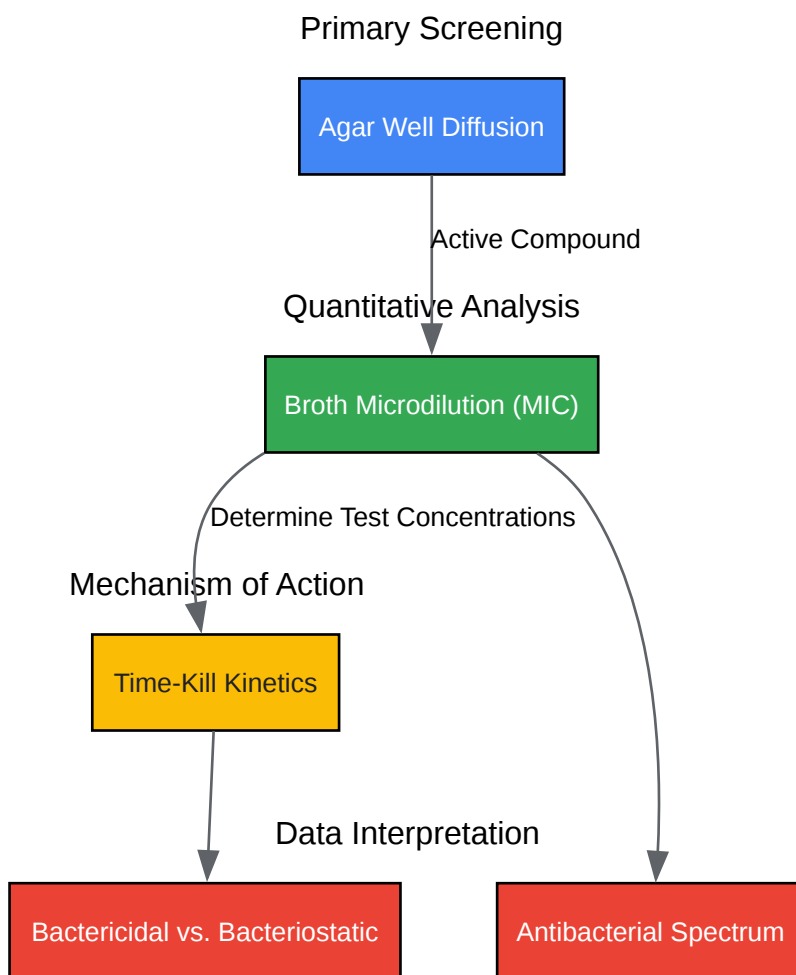 Primary Screening
Agar Well Diffusion
Active Compound
Quantitative Analysis
Broth Microdilution (MIC)
Determine Test Concentrations
Mechanism of Action
Time-Kill Kinetics
Data Interpretation
Bactericidal vs. Bacteriostatic
Antibacterial Spectrum